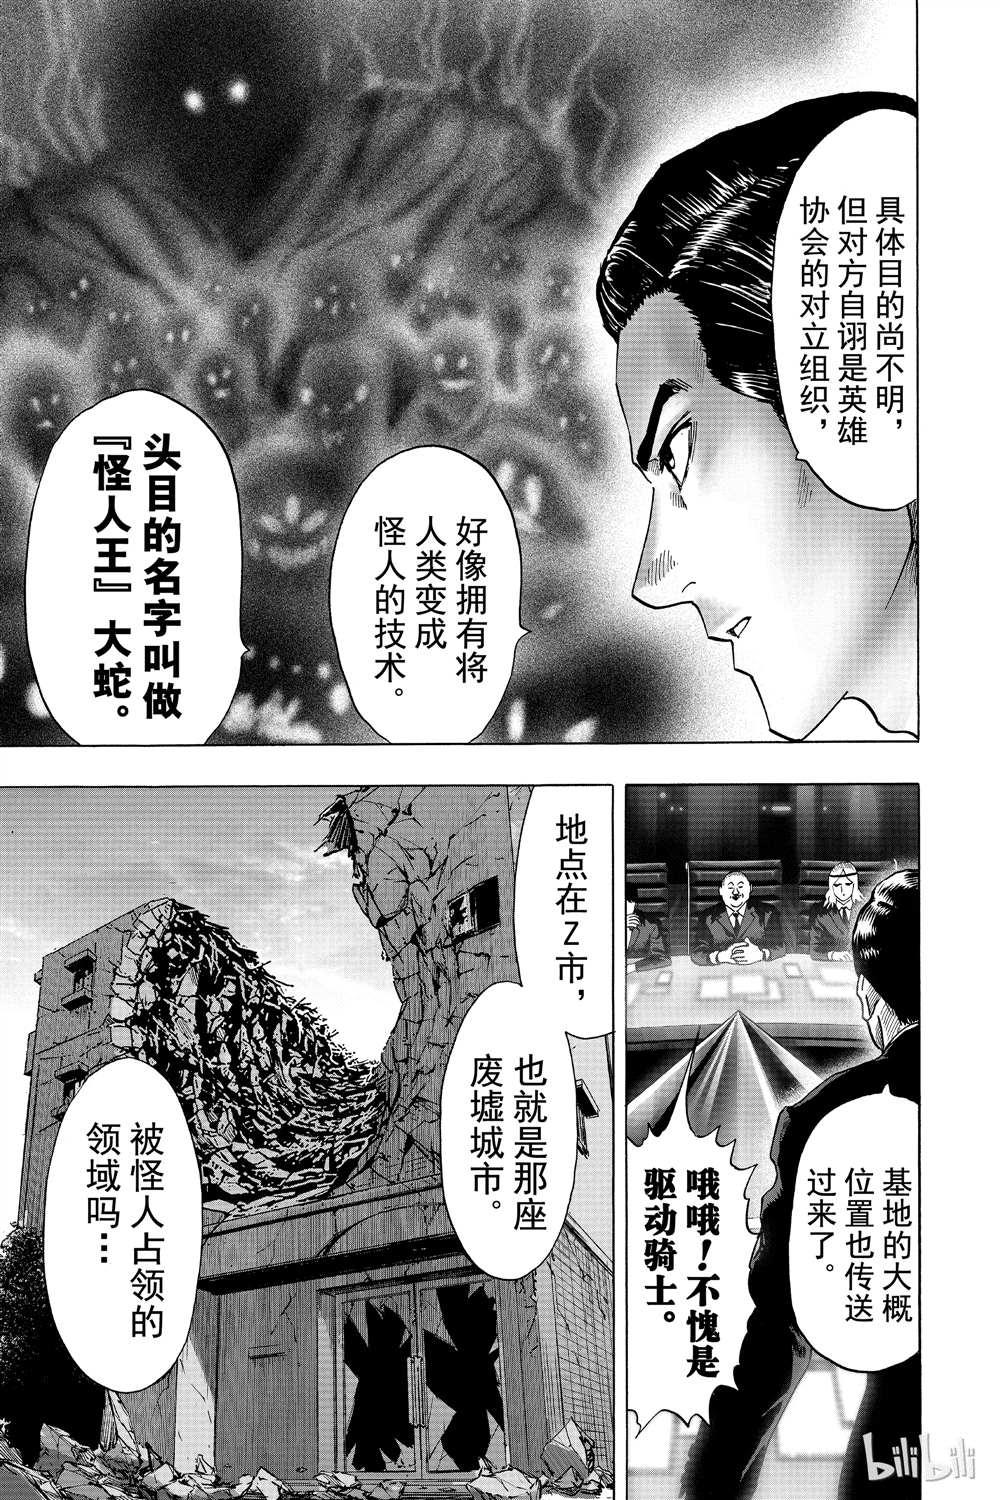 具体目的尚不明，
但对方自诩是英雄
协会的对立组织，
好像拥有将
人类变成
怪人的技术。
头目的名字叫做
『怪人王』大蛇。
基地的大概
位置也传送
过来了。
哦哦！不愧是
驱动骑士。
地点在Z市，
也就是那座
废墟城市。
被怪人占领的
领域吗…
bilibili